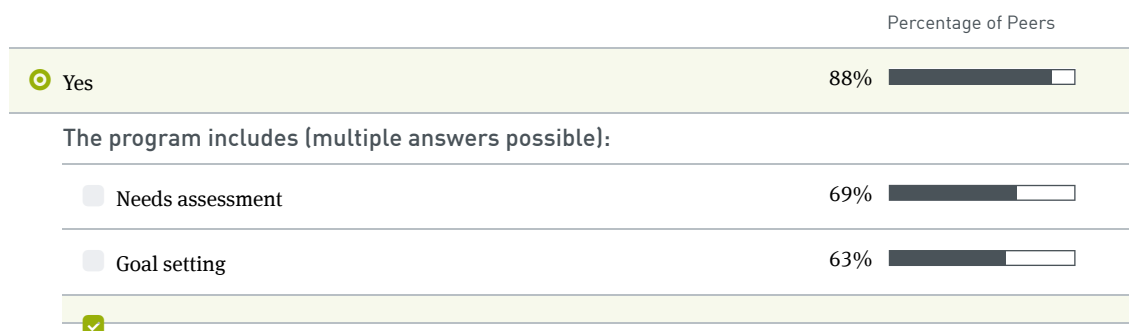 Percentage of Peers
Yes 88%
The program includes (multiple answers possible):
Needs assessment 69%
Goal setting 63%